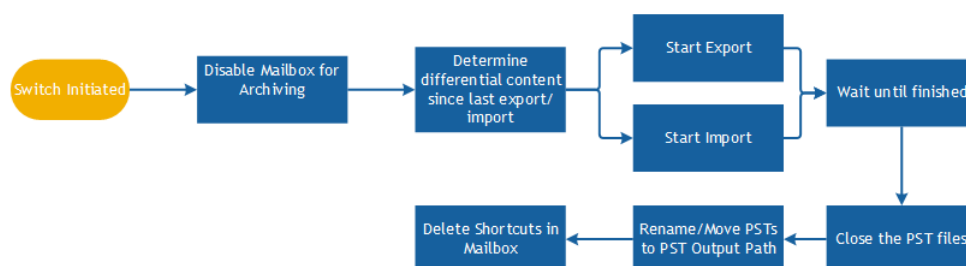 Switch Initiated
Disable Mailbox for
Archiving
Determine
differential content
since last export/
import
Start Export
Start Import
Wait until finished
Close the PST files
Rename/Move PSTs
to PST Output Path
Delete Shortcuts in
Mailbox